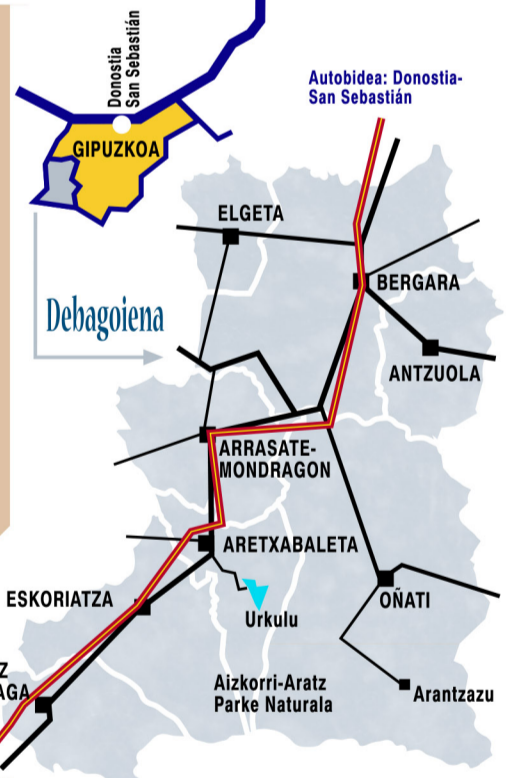 Donostia
San Sebastián
GIPUZKOA
Autobidea: Donostia-
San Sebastián
ELGETA
BERGARA
Debagoiena
ANTZUOLA
ARRASATE-
MONDRAGON
ARETXABALETA
ESKORIATZA
OÑATI
Urkulu
Aizkorri-Aratz
Parke Naturala
Arantzazu